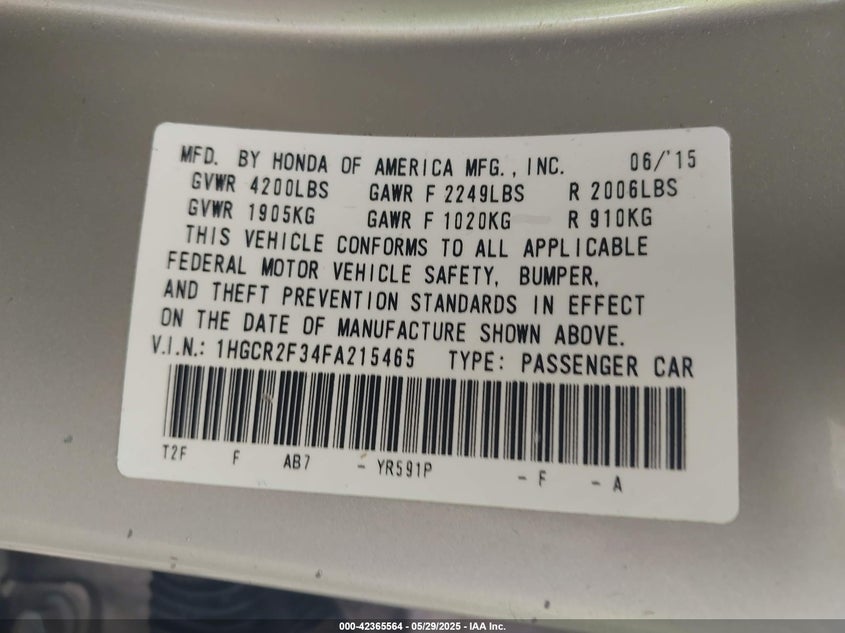 MFD. BY HONDA OF AMERICA MFG., INC. 06/'15
GVWR 4200LBS GAWR F 2249LBS R 2006LBS
GVWR 1905KG GAWR F 1020KG R 910KG
THIS VEHICLE CONFORMS TO ALL APPLICABLE
FEDERAL MOTOR VEHICLE SAFETY, BUMPER,
AND THEFT PREVENTION STANDARDS IN EFFECT
ON THE DATE OF MANUFACTURE SHOWN ABOVE.
V.I.N.: 1HGCR2F34FA215465 TYPE: PASSENGER CAR
T2F F AB7 - YR591P - F - A
000-42365564 | 05/29/2025 - IAA Inc.